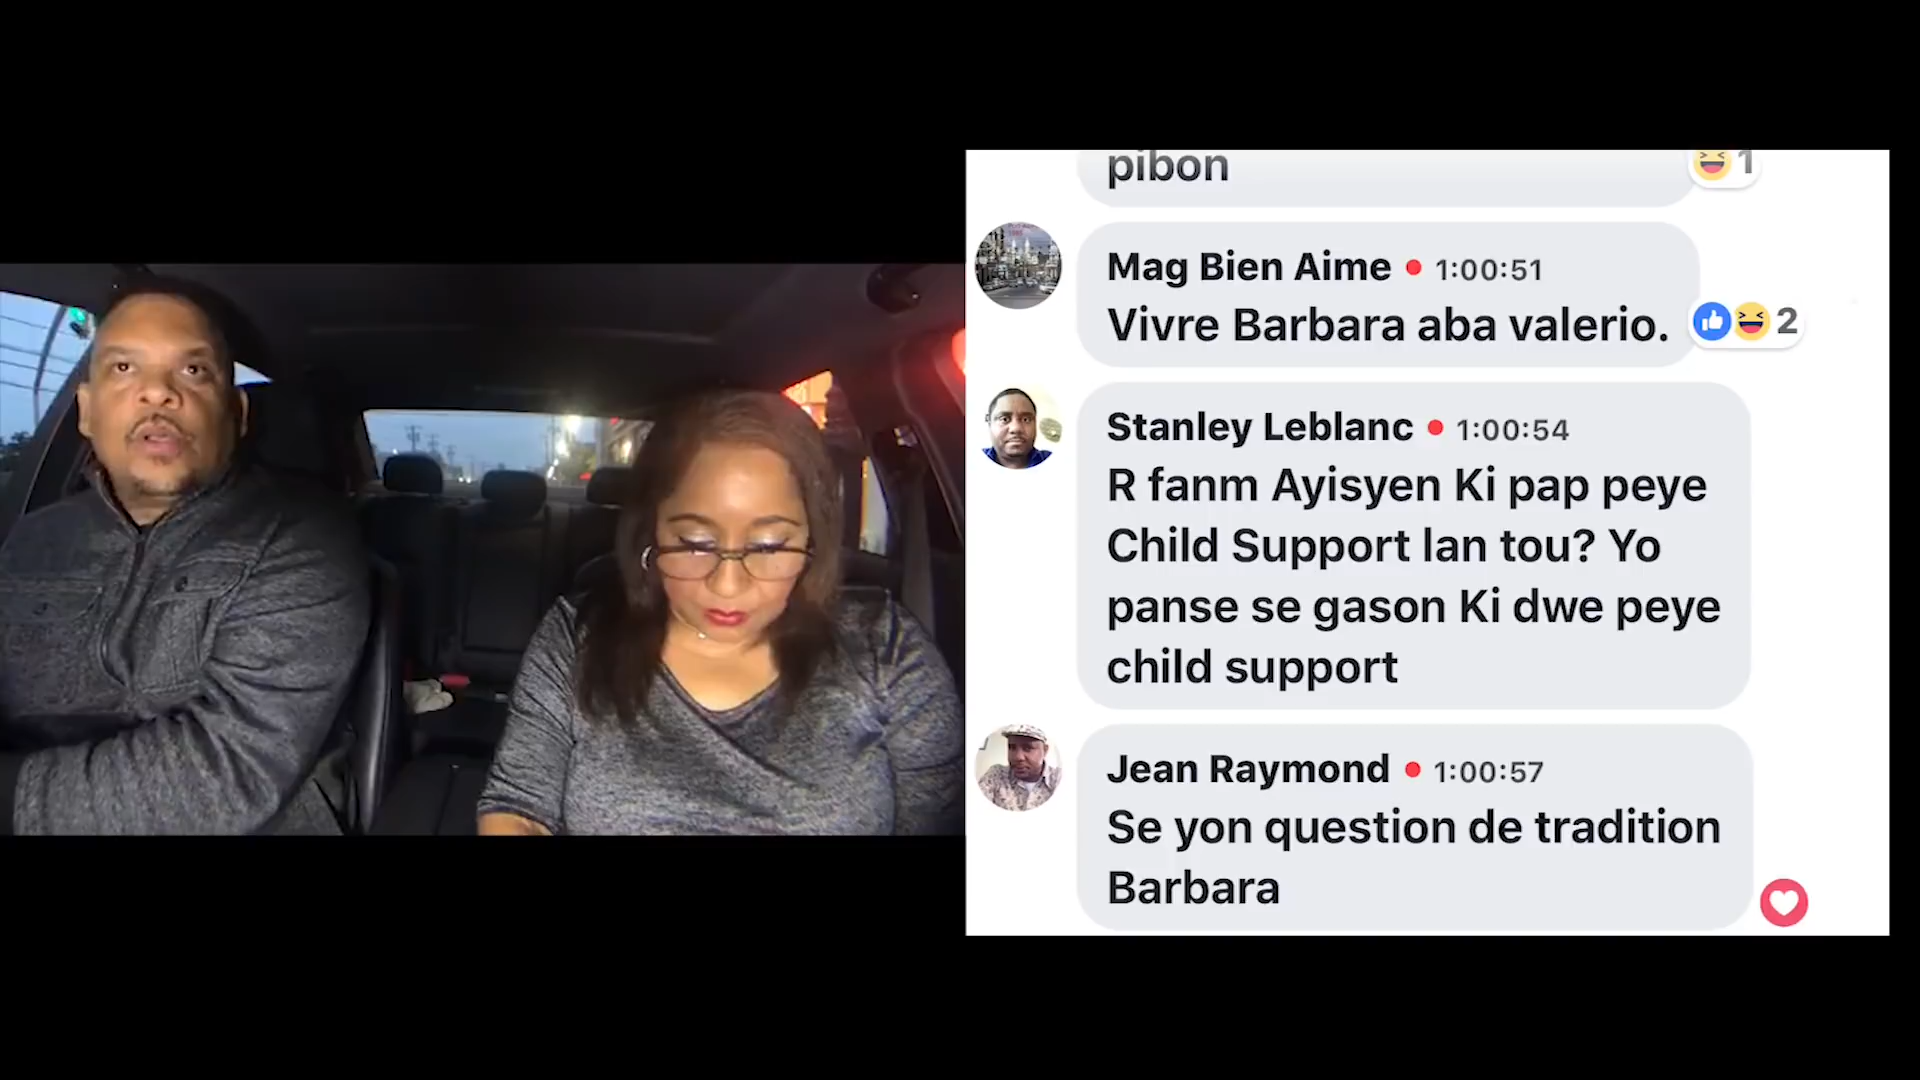 pibon
1
Mag Bien Aime • 1:00:51
Vivre Barbara aba valerio.
2
Stanley Leblanc • 1:00:54
R fanm Ayisyen Ki pap peye
Child Support lan tou? Yo
panse se gason Ki dwe peye
child support
Jean Raymond • 1:00:57
Se yon question de tradition
Barbara